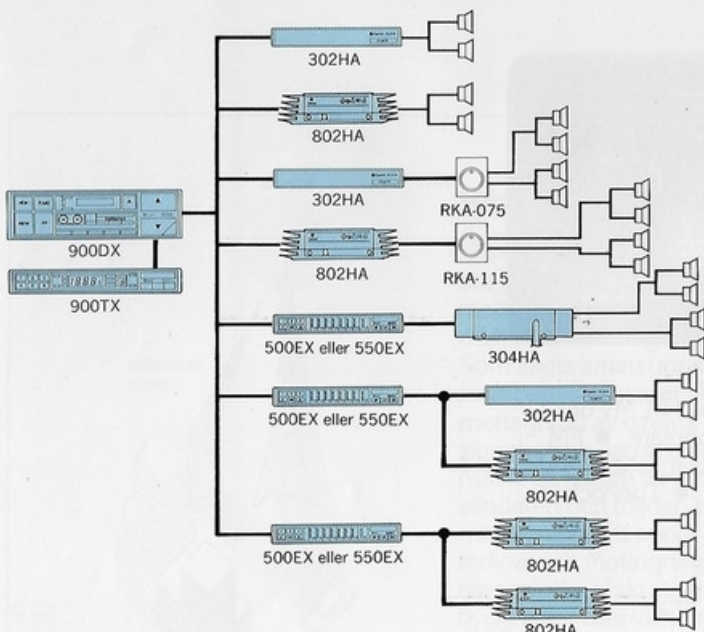 302HA
802HA
302HA
RKA-075
900DX
802HA
RKA-115
900TX
500EX eller 550EX
304HA
500EX eller 550EX
302HA
802HA
500EX eller 550EX
802HA
802HA